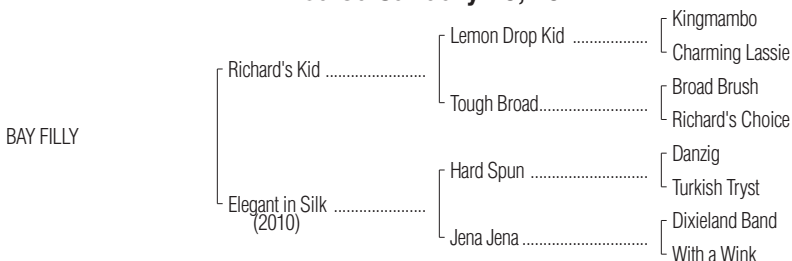 Kingmambo
Lemon Drop Kid ..................
Charming Lassie
Richard's Kid ........................
Broad Brush
Tough Broad..........................
Richard's Choice
BAY FILLY
Danzig
Hard Spun ............................
Turkish Tryst
Elegant in Silk ......................
(2010)
Dixieland Band
Jena Jena ..............................
With a Wink